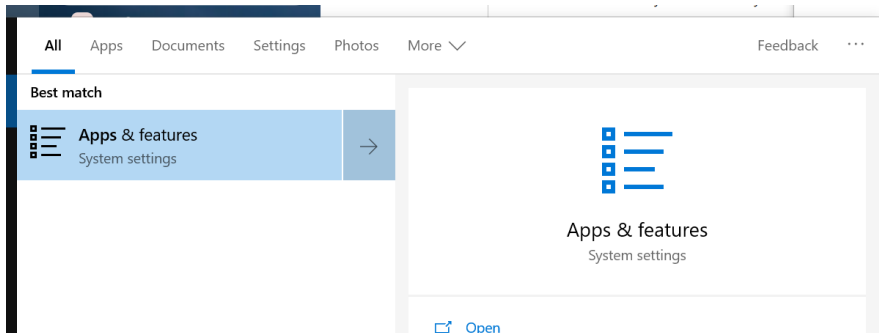 All Apps Documents Settings Photos More Feedback ...
Best match
Apps & features
System settings
Apps & features
System settings
Open